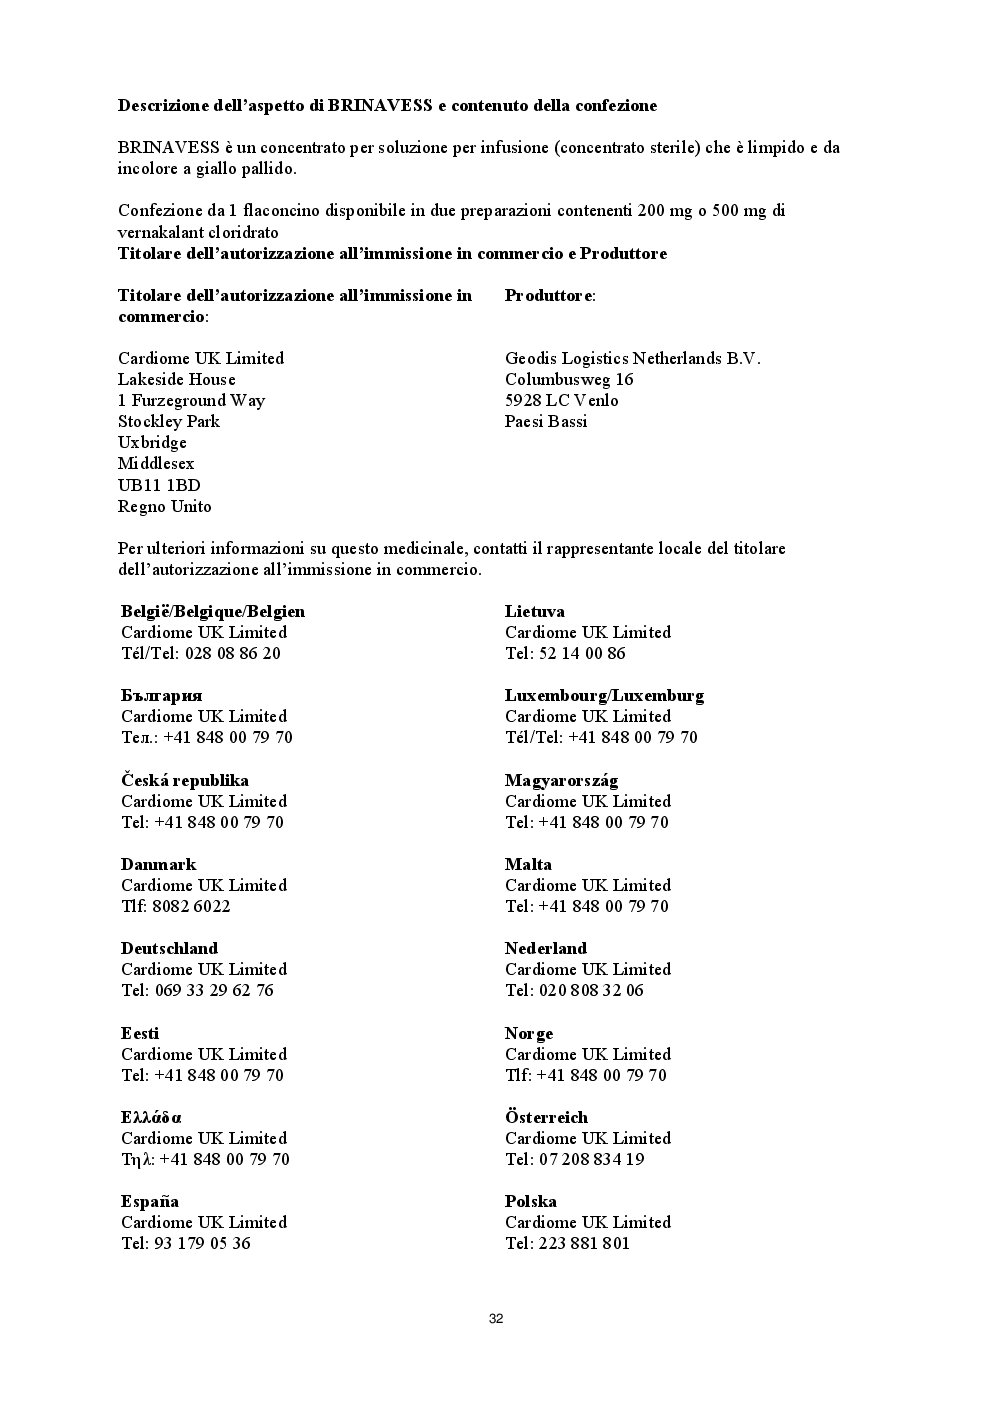 Descrizione dell’aspetto di BRINAVESS e contenuto della confezione
BRINAVESS è un concentrato per soluzione per infusione (concentrato sterile) che è limpido e da
incolore a giallo pallido.
Confezione da 1 flaconcino disponibile in due preparazioni contenenti 200 mg o 500 mg di
vernakalant cloridrato
Titolare dell’autorizzazione all’immissione in commercio e Produttore
Titolare dell’autorizzazione all’immissione in
commercio:
Cardiome UK Limited
Lakeside House
1 Furzeground Way
Stockley Park
Uxbridge
Middlesex
UB11 1BD
Regno Unito
Produttore:
Geodis Logistics Netherlands B.V.
Columbusweg 16
5928 LC Venlo
Paesi Bassi
Per ulteriori informazioni su questo medicinale, contatti il rappresentante locale del titolare
dell’autorizzazione all’immissione in commercio.
België/Belgique/Belgien
Cardiome UK Limited
Tél/Tel: 028 08 86 20
Lietuva
Cardiome UK Limited
Tel: 52 14 00 86
България
Cardiome UK Limited
Тел.: +41 848 00 79 70
Luxembourg/Luxemburg
Cardiome UK Limited
Tél/Tel: +41 848 00 79 70
Česká republika
Cardiome UK Limited
Tel: +41 848 00 79 70
Magyarország
Cardiome UK Limited
Tel: +41 848 00 79 70
Danmark
Cardiome UK Limited
Tlf: 8082 6022
Malta
Cardiome UK Limited
Tel: +41 848 00 79 70
Deutschland
Cardiome UK Limited
Tel: 069 33 29 62 76
Nederland
Cardiome UK Limited
Tel: 020 808 32 06
Eesti
Cardiome UK Limited
Tel: +41 848 00 79 70
Norge
Cardiome UK Limited
Tlf: +41 848 00 79 70
Ελλάδα
Cardiome UK Limited
Τηλ: +41 848 00 79 70
Österreich
Cardiome UK Limited
Tel: 07 208 834 19
España
Cardiome UK Limited
Tel: 93 179 05 36
Polska
Cardiome UK Limited
Tel: 223 881 801
32